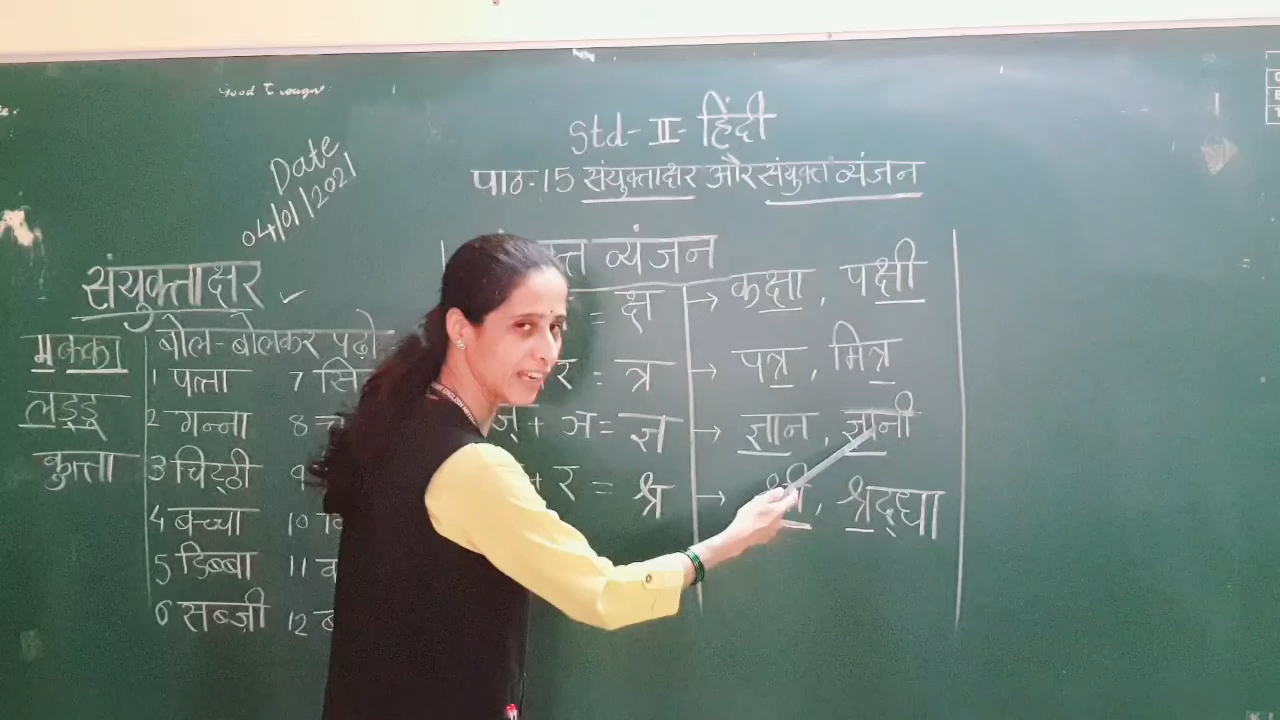 Good
Date
04/01/2021
Std- II - हिंदी
पाठ-15 संयुक्ताक्षर और संयुक्त व्यंजन
संयुक्ताक्षर ✓
मक्का
लड्डू
कुत्ता
बोल-बोलकर पढ़ो-
1 पत्ता 7
2 गन्ना 8
3 चिट्ठी 9
4 बच्चा 10
5 डिब्बा 11
6 सब्ज़ी 12
व्यंजन
= क्ष → कक्षा, पक्षी
र = त्र → पत्र, मित्र
ज् + ञ = ज्ञ → ज्ञान, ज्ञानी
+ र = श्र → श्री, श्रद्धा